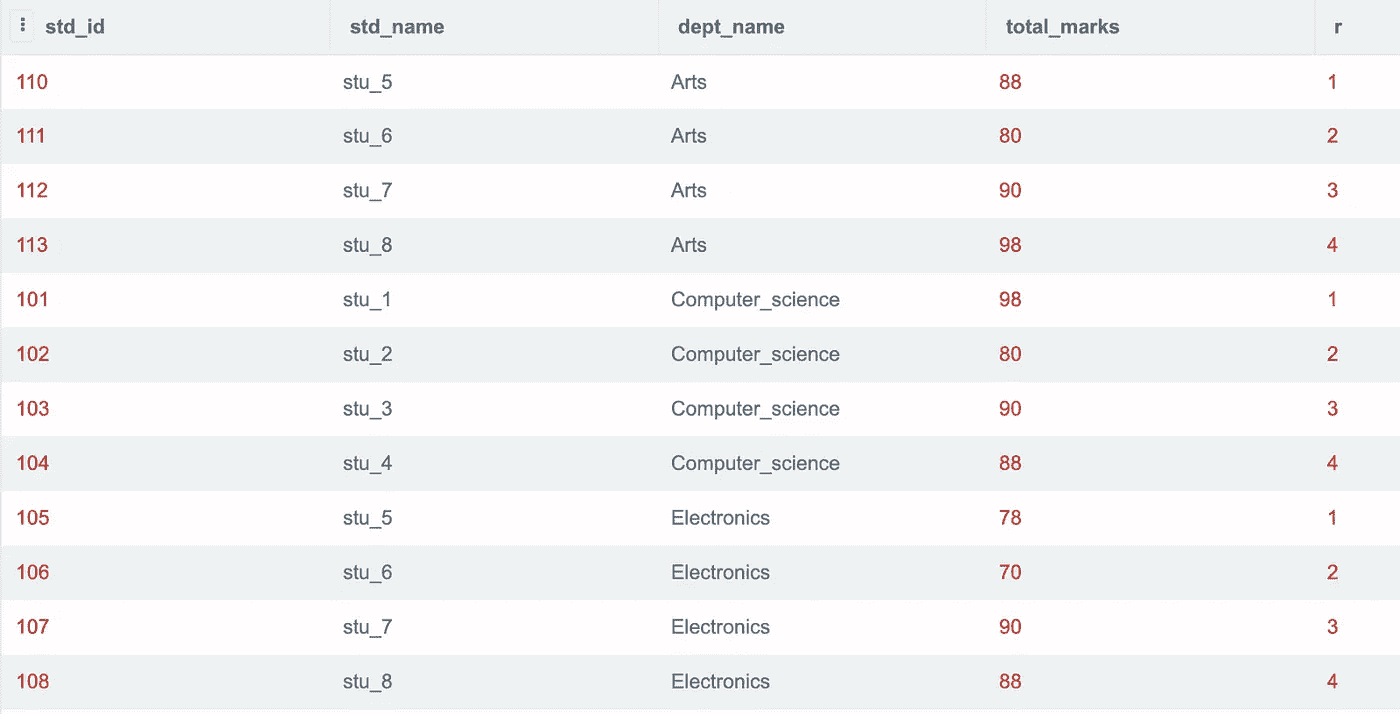 std_id std_name dept_name total_marks r
110 stu_5 Arts 88 1
111 stu_6 Arts 80 2
112 stu_7 Arts 90 3
113 stu_8 Arts 98 4
101 stu_1 Computer_science 98 1
102 stu_2 Computer_science 80 2
103 stu_3 Computer_science 90 3
104 stu_4 Computer_science 88 4
105 stu_5 Electronics 78 1
106 stu_6 Electronics 70 2
107 stu_7 Electronics 90 3
108 stu_8 Electronics 88 4